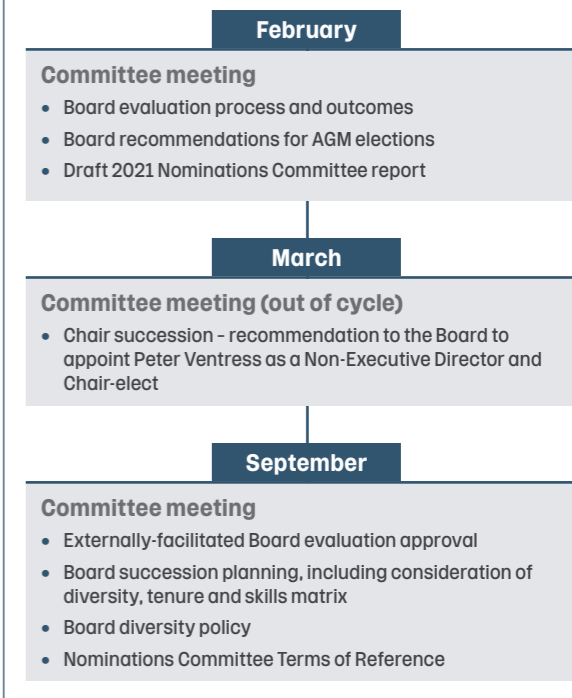 February
Committee meeting
• Board evaluation process and outcomes
• Board recommendations for AGM elections
• Draft 2021 Nominations Committee report
March
Committee meeting (out of cycle)
• Chair succession – recommendation to the Board to
appoint Peter Ventress as a Non-Executive Director and
Chair-elect
September
Committee meeting
• Externally-facilitated Board evaluation approval
• Board succession planning, including consideration of
diversity, tenure and skills matrix
• Board diversity policy
• Nominations Committee Terms of Reference